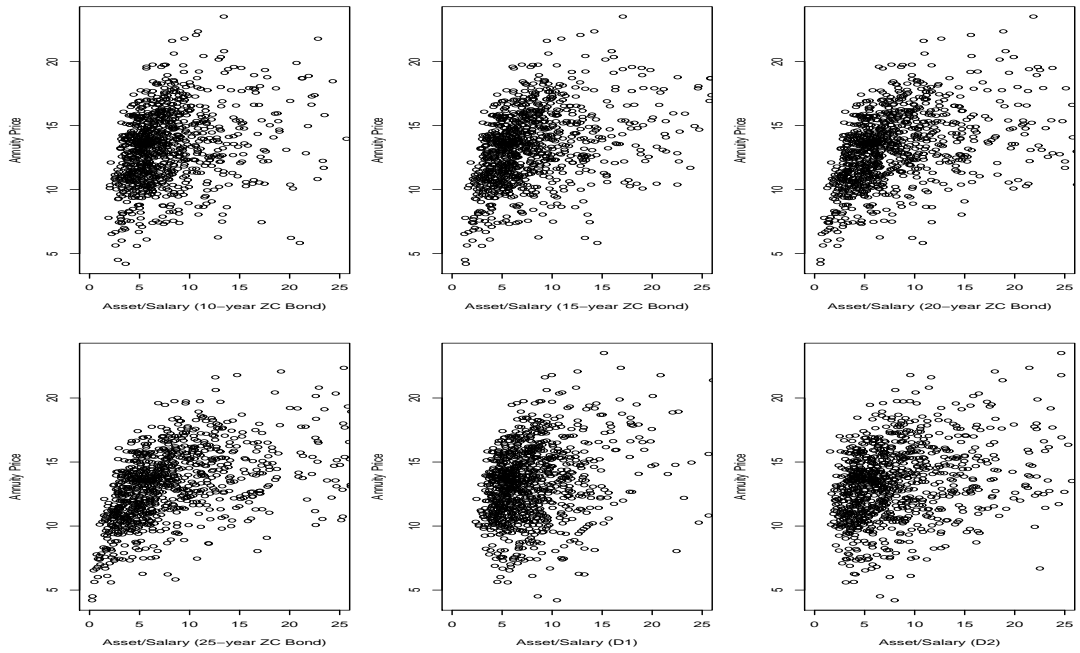 20
15
10
5
Annuity Price
0 5 10 15 20 25
Asset/Salary (10−year ZC Bond)
20
15
10
5
Annuity Price
0 5 10 15 20 25
Asset/Salary (15−year ZC Bond)
20
15
10
5
Annuity Price
0 5 10 15 20 25
Asset/Salary (20−year ZC Bond)
20
15
10
5
Annuity Price
0 5 10 15 20 25
Asset/Salary (25−year ZC Bond)
20
15
10
5
Annuity Price
0 5 10 15 20 25
Asset/Salary (D1)
20
15
10
5
Annuity Price
0 5 10 15 20 25
Asset/Salary (D2)